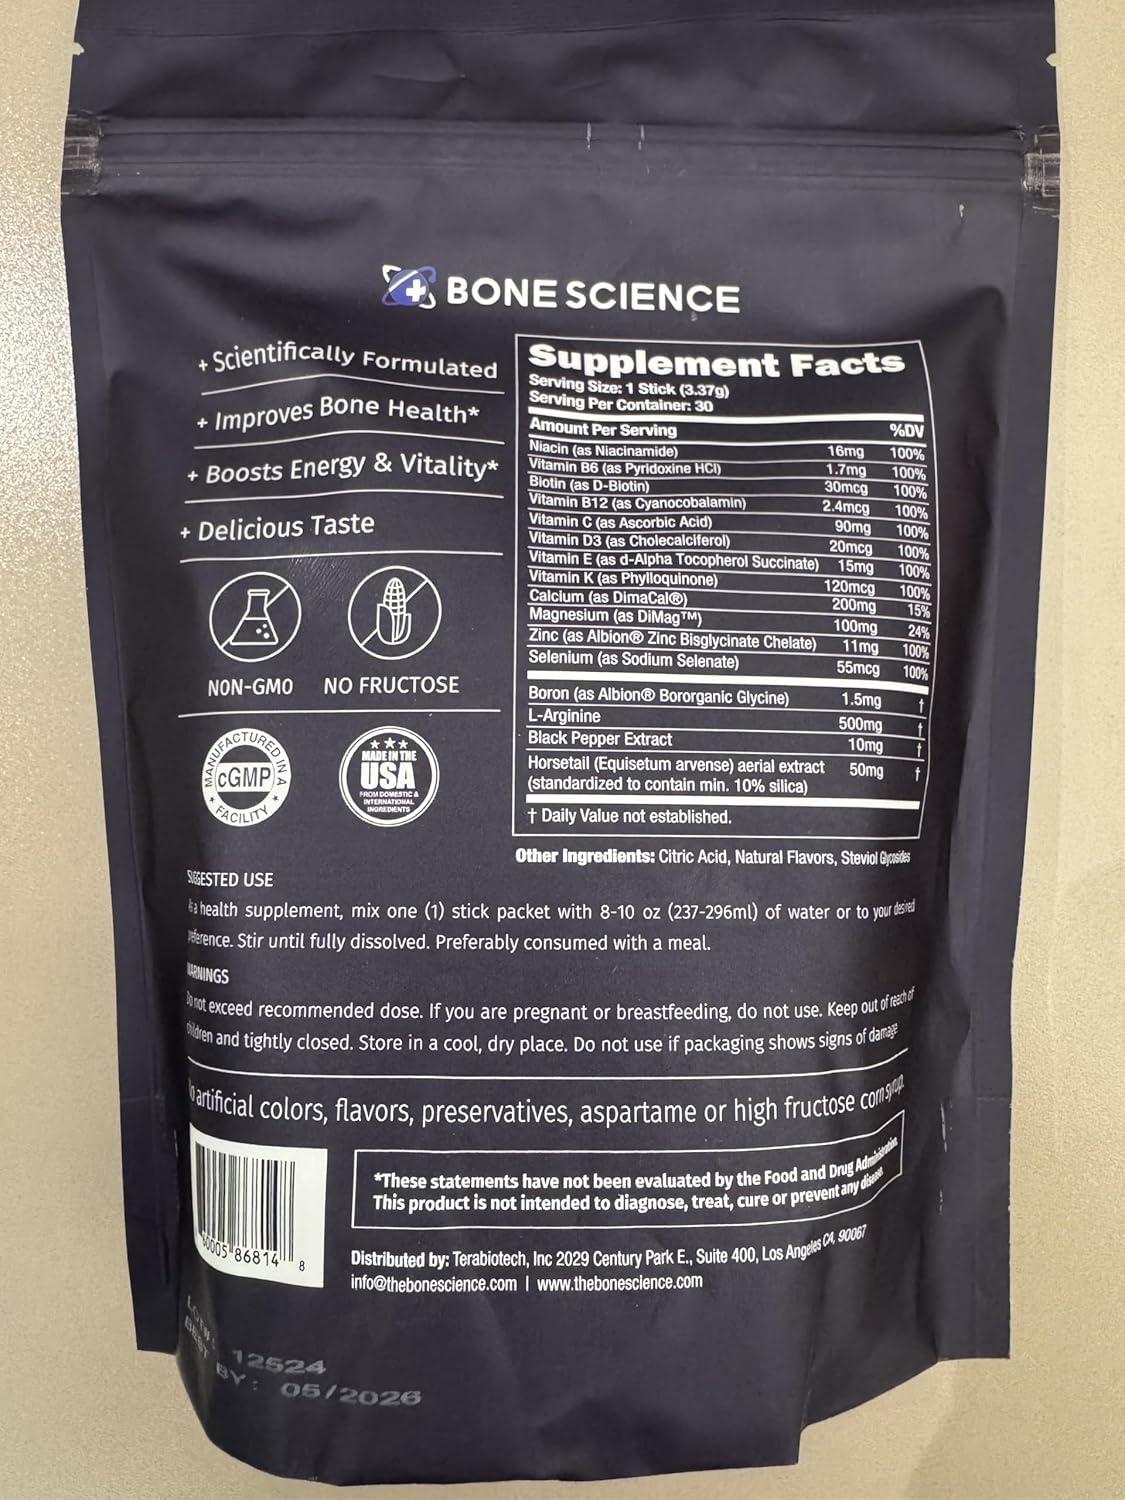 BONE SCIENCE
+ Scientifically Formulated
+ Improves Bone Health*
+ Boosts Energy & Vitality*
+ Delicious Taste
NON-GMO
NO FRUCTOSE
MANUFACTURED IN A
cGMP
FACILITY
MADE IN THE
USA
FROM DOMESTIC &
INTERNATIONAL
INGREDIENTS
Supplement Facts
Serving Size: 1 Stick (3.37g)
Serving Per Container: 30
Amount Per Serving %DV
Niacin (as Niacinamide) 16mg 100%
Vitamin B6 (as Pyridoxine HCl) 1.7mg 100%
Biotin (as D-Biotin) 30mcg 100%
Vitamin B12 (as Cyanocobalamin) 2.4mcg 100%
Vitamin C (as Ascorbic Acid) 90mg 100%
Vitamin D3 (as Cholecalciferol) 20mcg 100%
Vitamin E (as d-Alpha Tocopherol Succinate) 15mg 100%
Vitamin K (as Phylloquinone) 120mcg 100%
Calcium (as DimaCal®) 200mg 15%
Magnesium (as DiMag™) 100mg 24%
Zinc (as Albion® Zinc Bisglycinate Chelate) 11mg 100%
Selenium (as Sodium Selenate) 55mcg 100%
Boron (as Albion® Bororganic Glycine) 1.5mg †
L-Arginine 500mg †
Black Pepper Extract 10mg †
Horsetail (Equisetum arvense) aerial extract 50mg †
(standardized to contain min. 10% silica)
† Daily Value not established.
Other Ingredients: Citric Acid, Natural Flavors, Steviol Glycosides
SUGGESTED USE
As a health supplement, mix one (1) stick packet with 8-10 oz (237-296ml) of water or to your desired
preference. Stir until fully dissolved. Preferably consumed with a meal.
WARNINGS
Do not exceed recommended dose. If you are pregnant or breastfeeding, do not use. Keep out of reach of
children and tightly closed. Store in a cool, dry place. Do not use if packaging shows signs of damage.
No artificial colors, flavors, preservatives, aspartame or high fructose corn syrup.
*These statements have not been evaluated by the Food and Drug Administration.
This product is not intended to diagnose, treat, cure or prevent any disease.
Distributed by: Terabiotech, Inc 2029 Century Park E., Suite 400, Los Angeles CA, 90067
info@thebonescience.com | www.thebonescience.com
60005 86814 8
LOT#: 12524
BEST BY: 05/2026